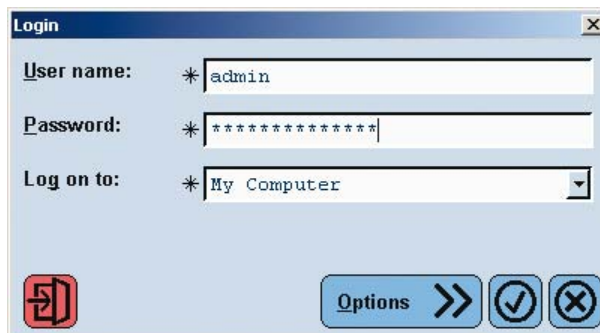 Login
User name: * admin
Password: * **************
Log on to: * My Computer
Options